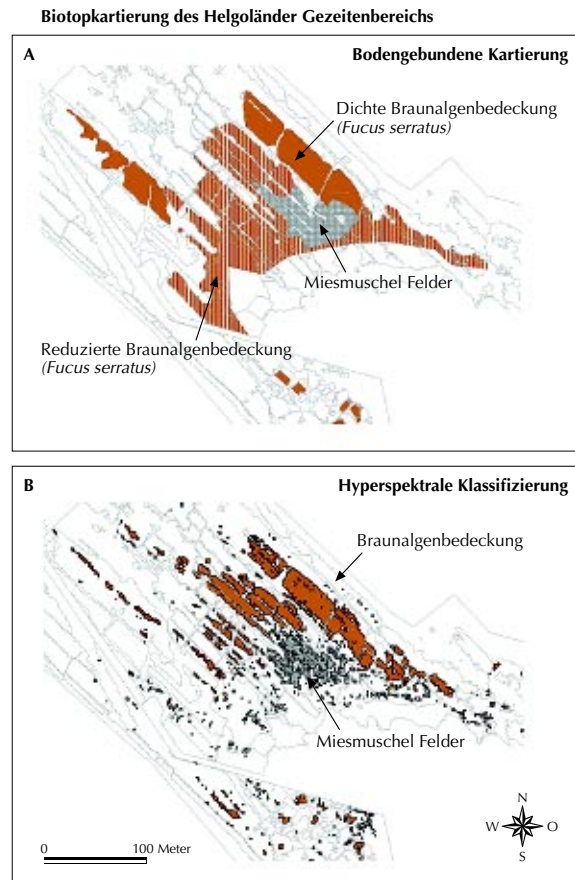 Biotopkartierung des Helgoländer Gezeitenbereichs
A
Bodengebundene Kartierung
Dichte Braunalgenbedeckung
(Fucus serratus)
Miesmuschel Felder
Reduzierte Braunalgenbedeckung
(Fucus serratus)
B
Hyperspektrale Klassifizierung
Braunalgenbedeckung
Miesmuschel Felder
N
W O
S
0 100 Meter